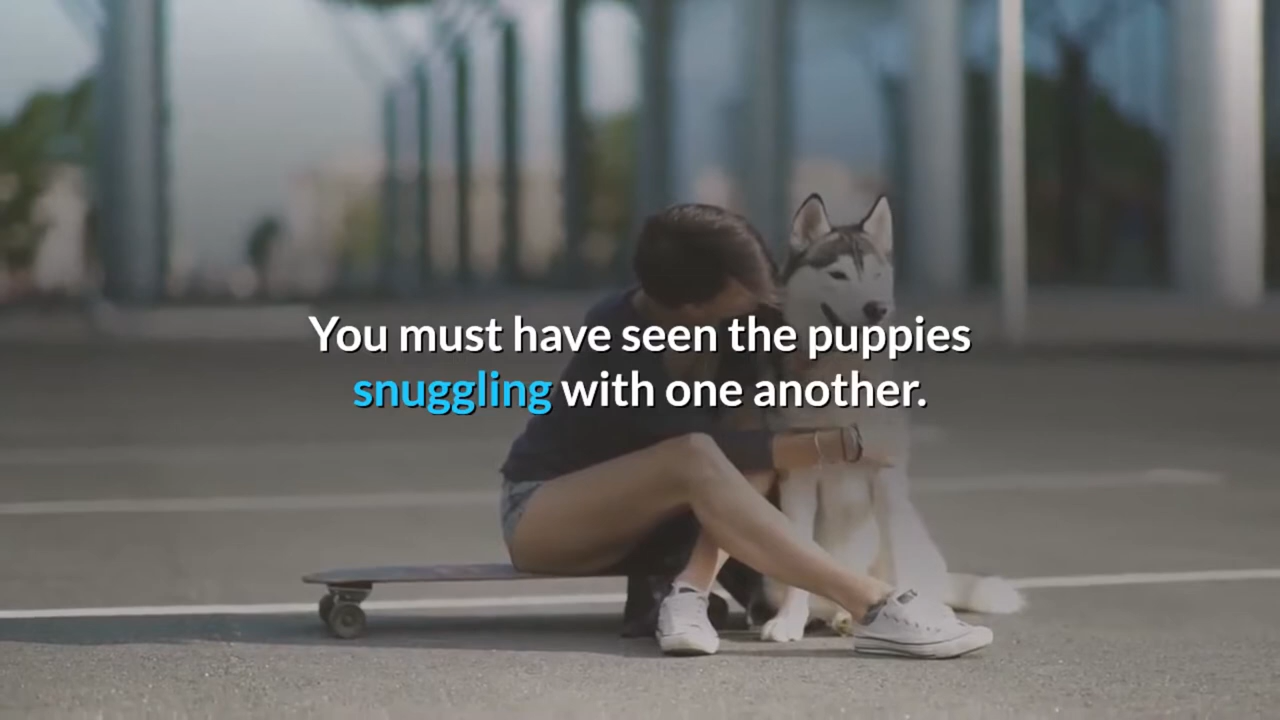 You must have seen the puppies
snuggling with one another.